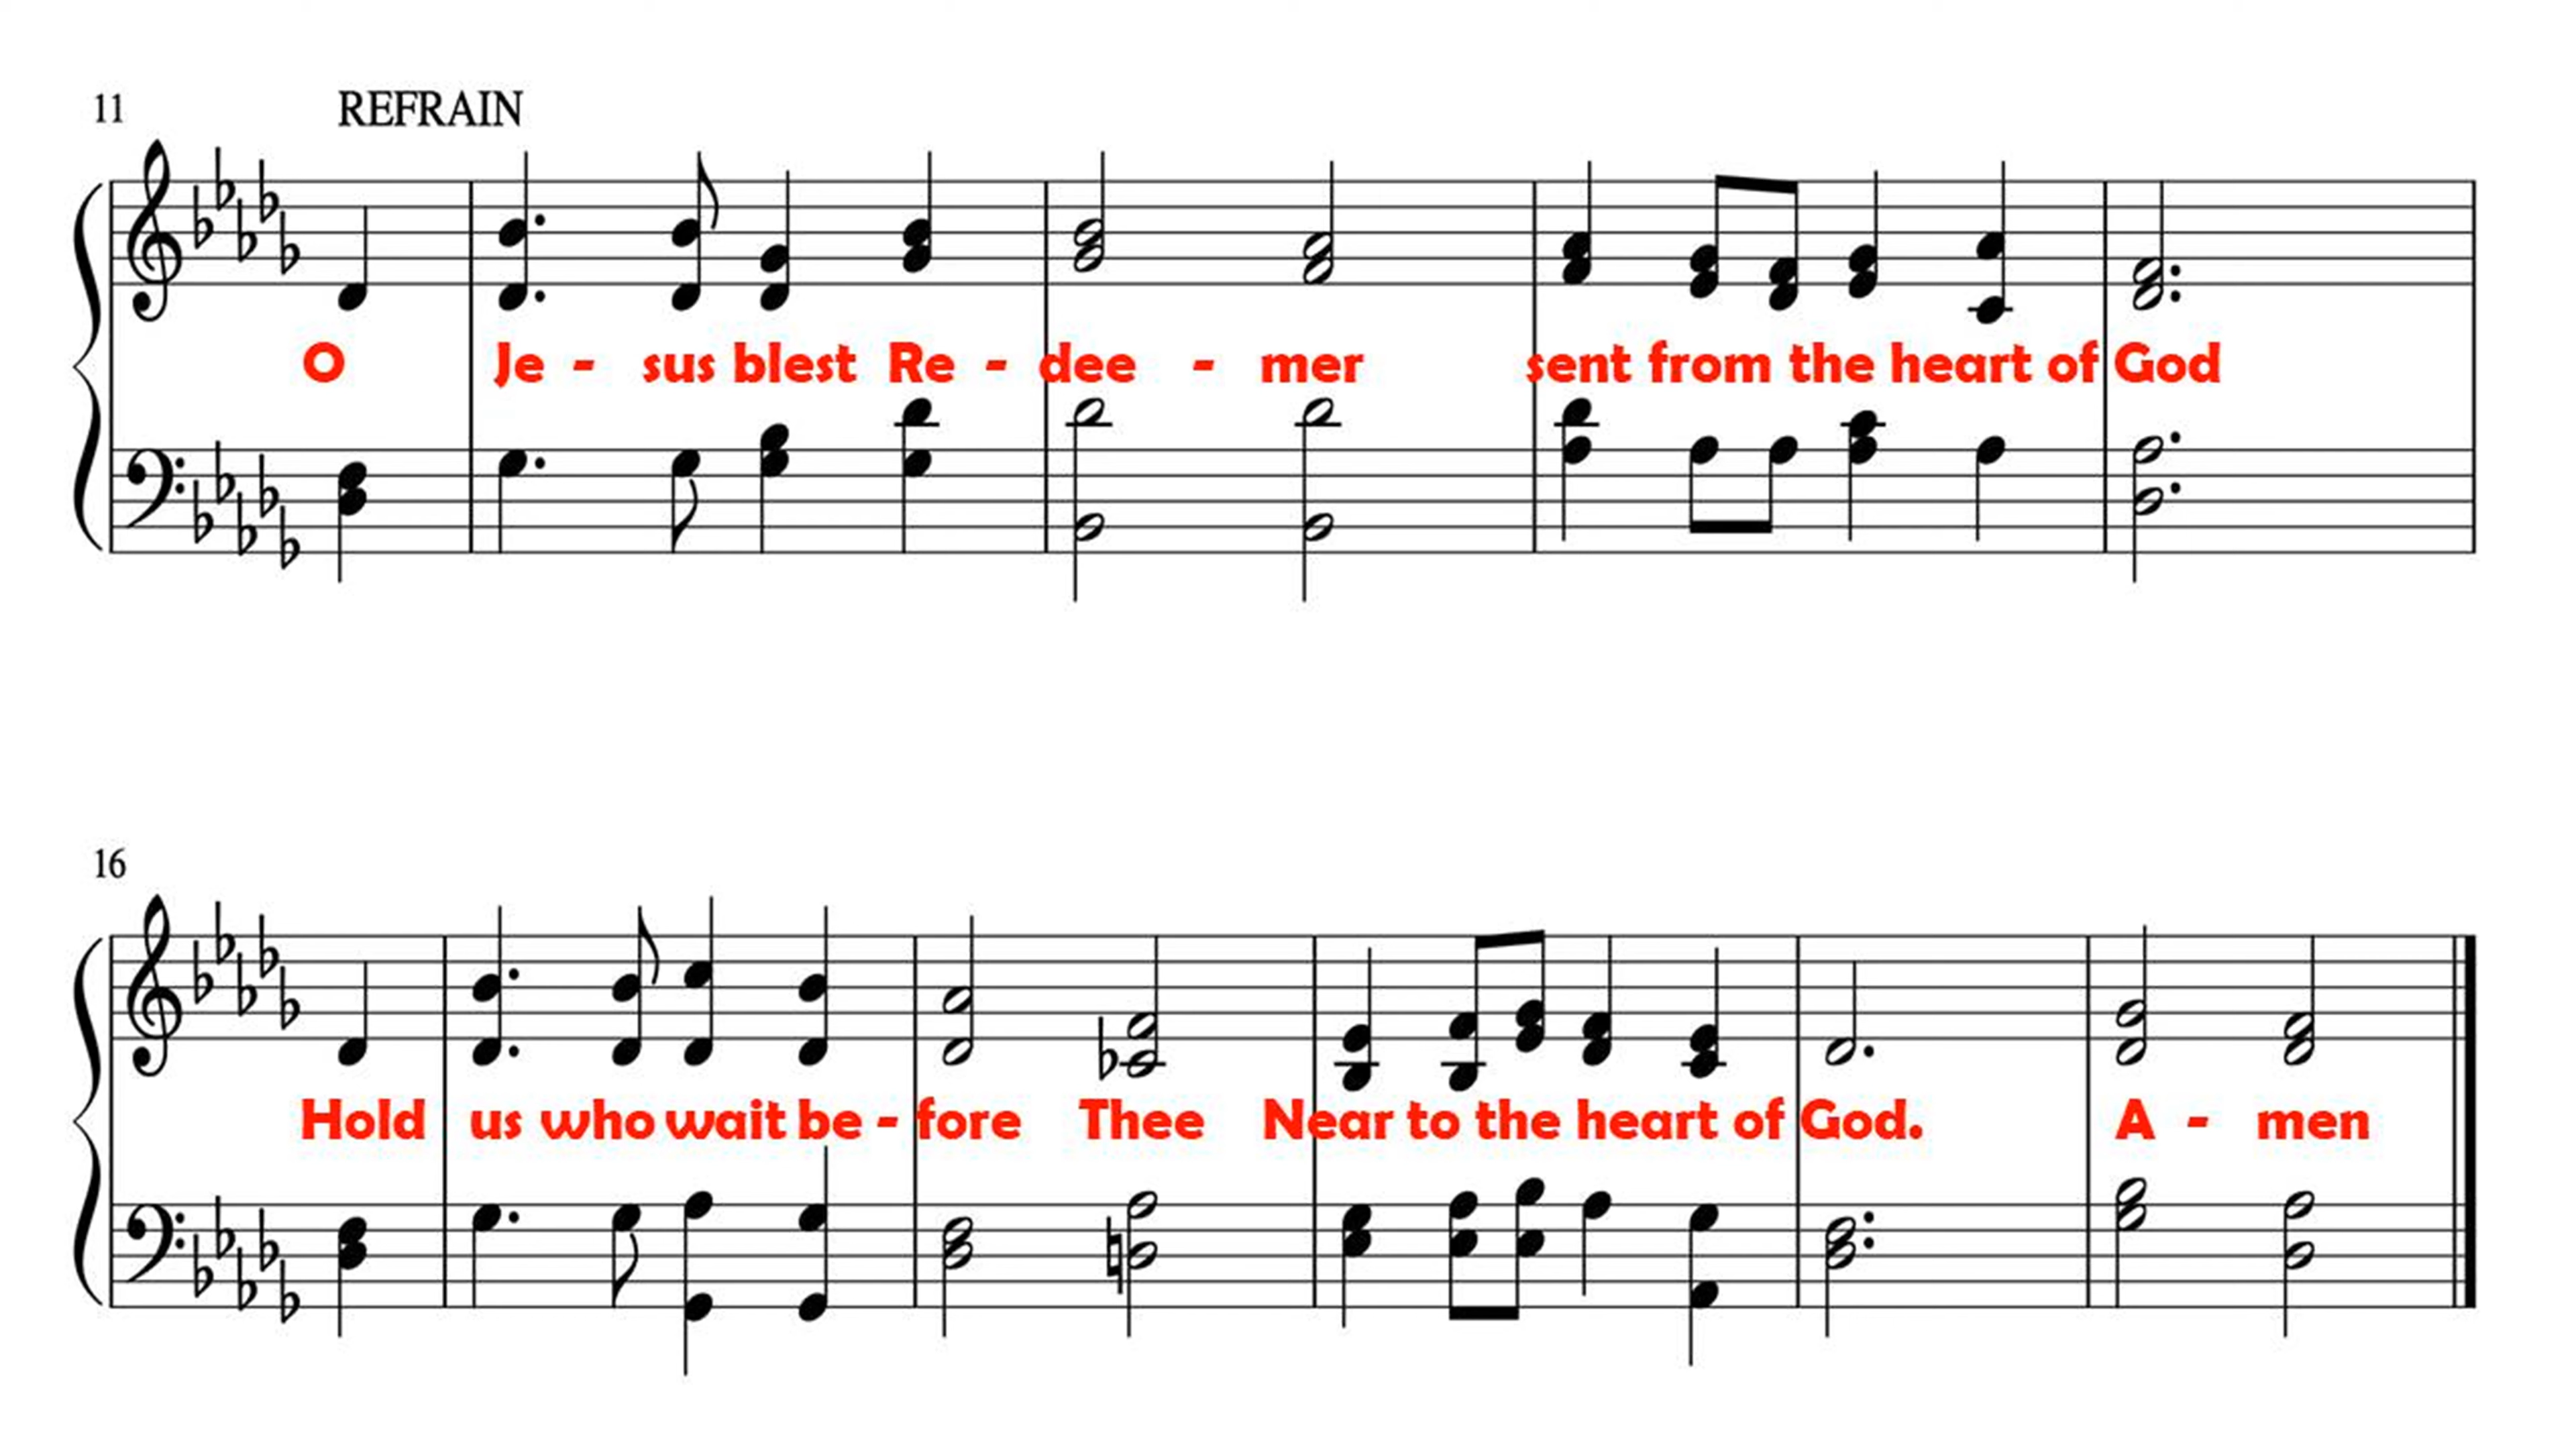 11 REFRAIN
O Je - sus blest Re - dee - mer sent from the heart of God
16
Hold us who wait be - fore Thee Near to the heart of God. A - men